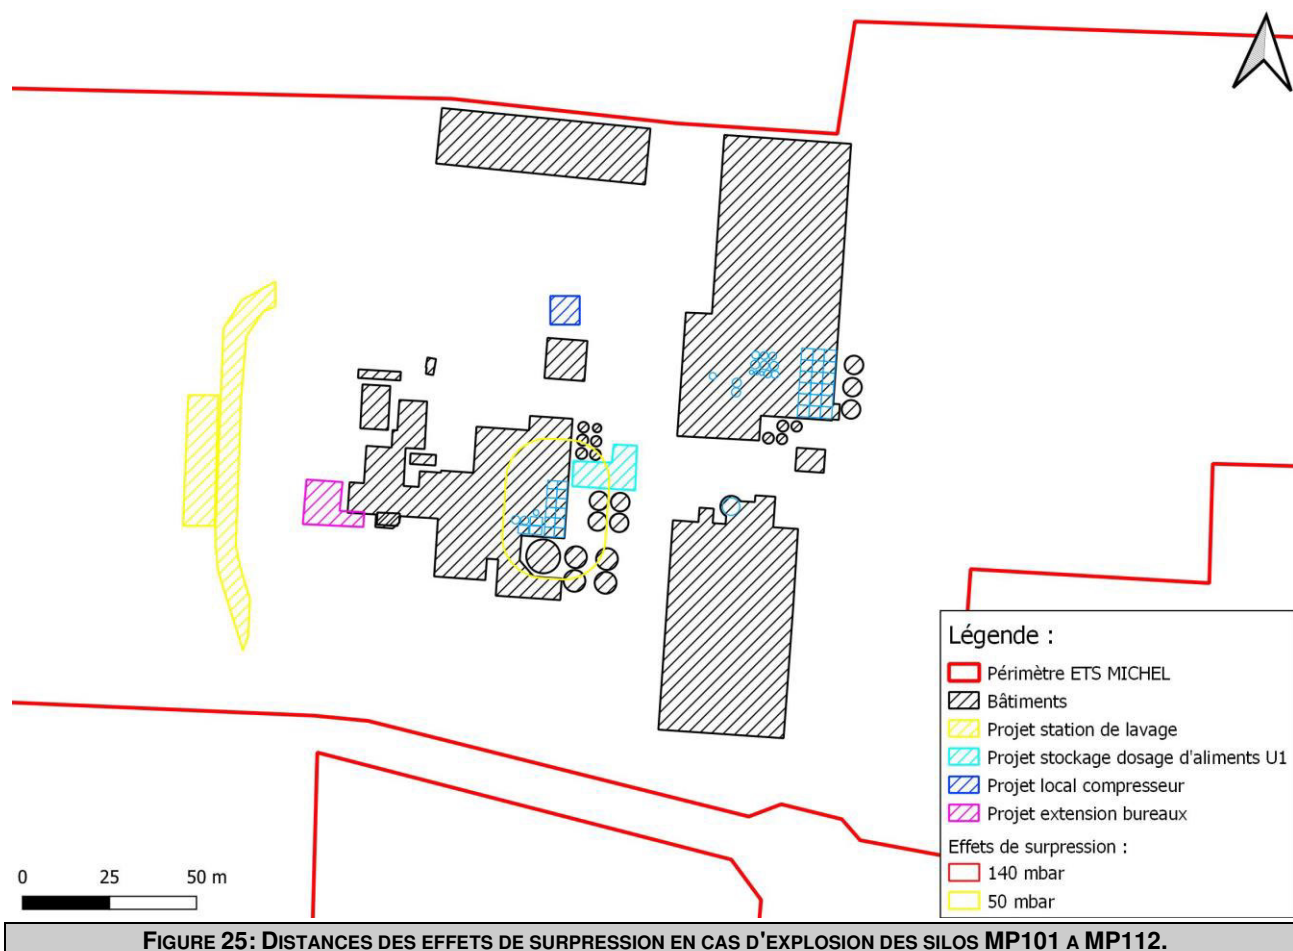 Légende :
Périmètre ETS MICHEL
Bâtiments
Projet station de lavage
Projet stockage dosage d'aliments U1
Projet local compresseur
Projet extension bureaux
Effets de surpression :
140 mbar
50 mbar
0 25 50 m
FIGURE 25: DISTANCES DES EFFETS DE SURPRESSION EN CAS D'EXPLOSION DES SILOS MP101 A MP112.